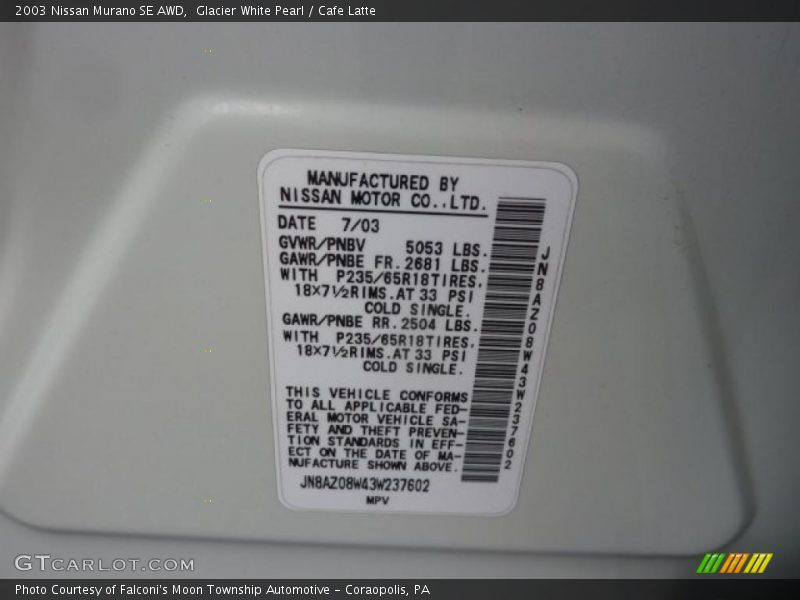 2003 Nissan Murano SE AWD,  Glacier White Pearl / Cafe Latte
MANUFACTURED BY
NISSAN MOTOR CO.,LTD.
DATE 7/03
GVWR/PNBV 5053 LBS.
GAWR/PNBE FR.2681 LBS.
WITH P235/65R18TIRES,
18×7½RIMS.AT 33 PSI
COLD SINGLE.
GAWR/PNBE RR.2504 LBS.
WITH P235/65R18TIRES,
18×7½RIMS.AT 33 PSI
COLD SINGLE.
THIS VEHICLE CONFORMS
TO ALL APPLICABLE FED-
ERAL MOTOR VEHICLE SA-
FETY AND THEFT PREVEN-
TION STANDARDS IN EFF-
ECT ON THE DATE OF MA-
NUFACTURE SHOWN ABOVE.
JN8AZ08W43W237602
MPV
JN8AZ08W43W237602
GTCARLOT.COM
Photo Courtesy of Falconi's Moon Township Automotive – Coraopolis, PA